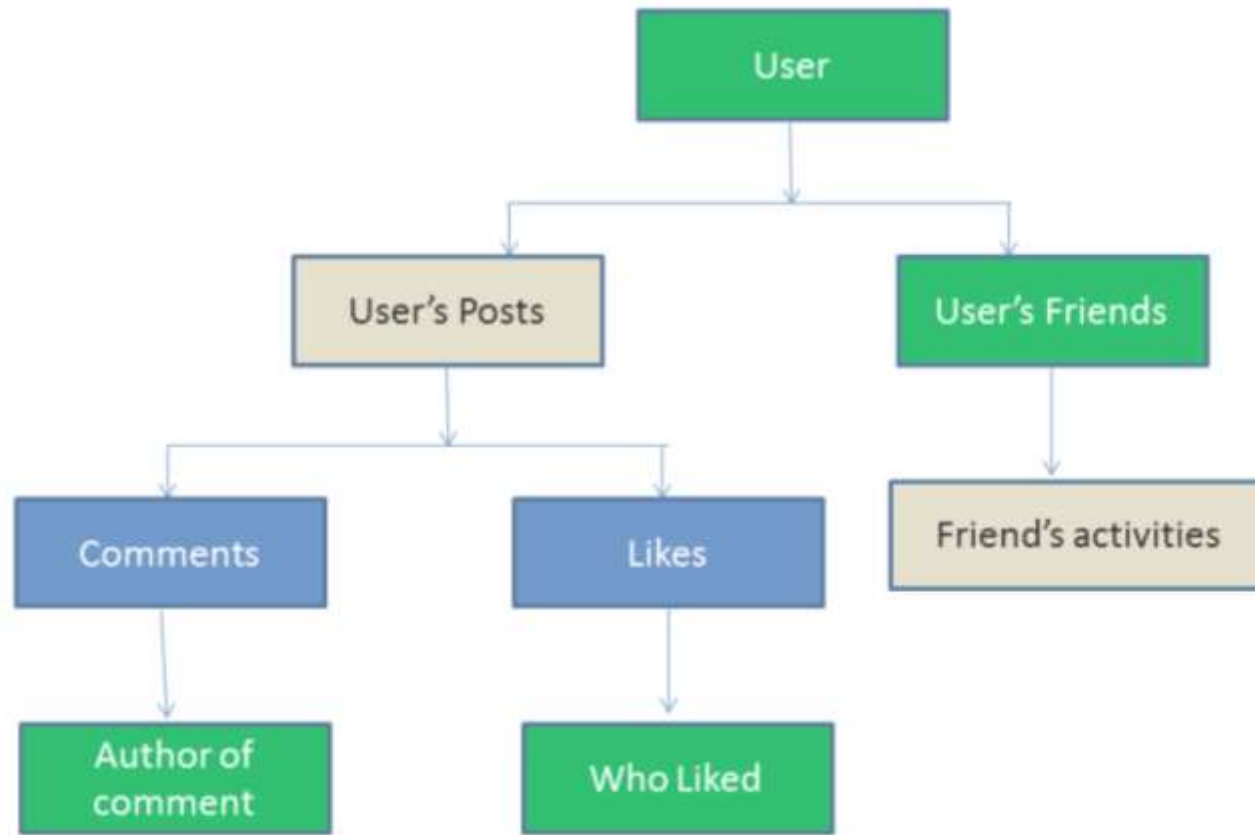 User
User’s Posts
User’s Friends
Comments
Likes
Friend’s activities
Author of
comment
Who Liked